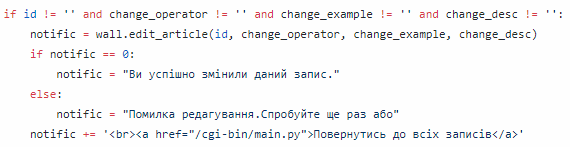 if id != '' and change_operator != '' and change_example != '' and change_desc != '':
notific = wall.edit_article(id, change_operator, change_example, change_desc)
if notific == 0:
notific = "Ви успішно змінили даний запис."
else:
notific = "Помилка редагування.Спробуйте ще раз або"
notific += '<br><a href="/cgi-bin/main.py">Повернутись до всіх записів</a>'